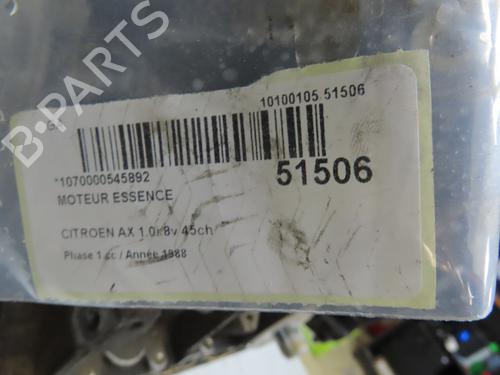 10100105 51506
*1070000545892
51506
MOTEUR ESSENCE
CITROEN AX 1.0i 8v 45ch
Phase 1 cc / Année 1988
B-PARTS